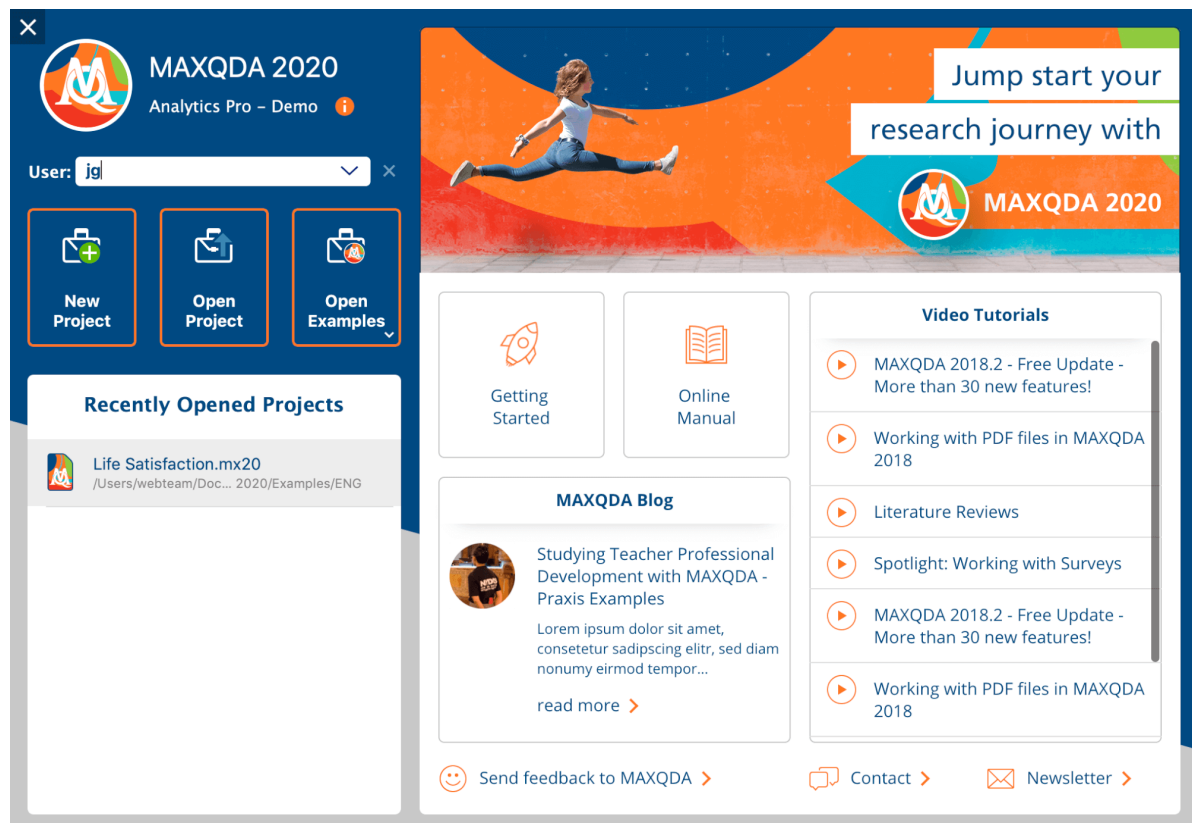 MAXQDA 2020
Analytics Pro – Demo
User: jg
New
Project
Open
Project
Open
Examples
Recently Opened Projects
Life Satisfaction.mx20
/Users/webteam/Doc... 2020/Examples/ENG
Jump start your
research journey with
MAXQDA 2020
Getting
Started
Online
Manual
MAXQDA Blog
Studying Teacher Professional
Development with MAXQDA -
Praxis Examples
Lorem ipsum dolor sit amet,
consetetur sadipscing elitr, sed diam
nonumy eirmod tempor...
read more
Video Tutorials
MAXQDA 2018.2 - Free Update -
More than 30 new features!
Working with PDF files in MAXQDA
2018
Literature Reviews
Spotlight: Working with Surveys
MAXQDA 2018.2 - Free Update -
More than 30 new features!
Working with PDF files in MAXQDA
2018
Send feedback to MAXQDA
Contact
Newsletter